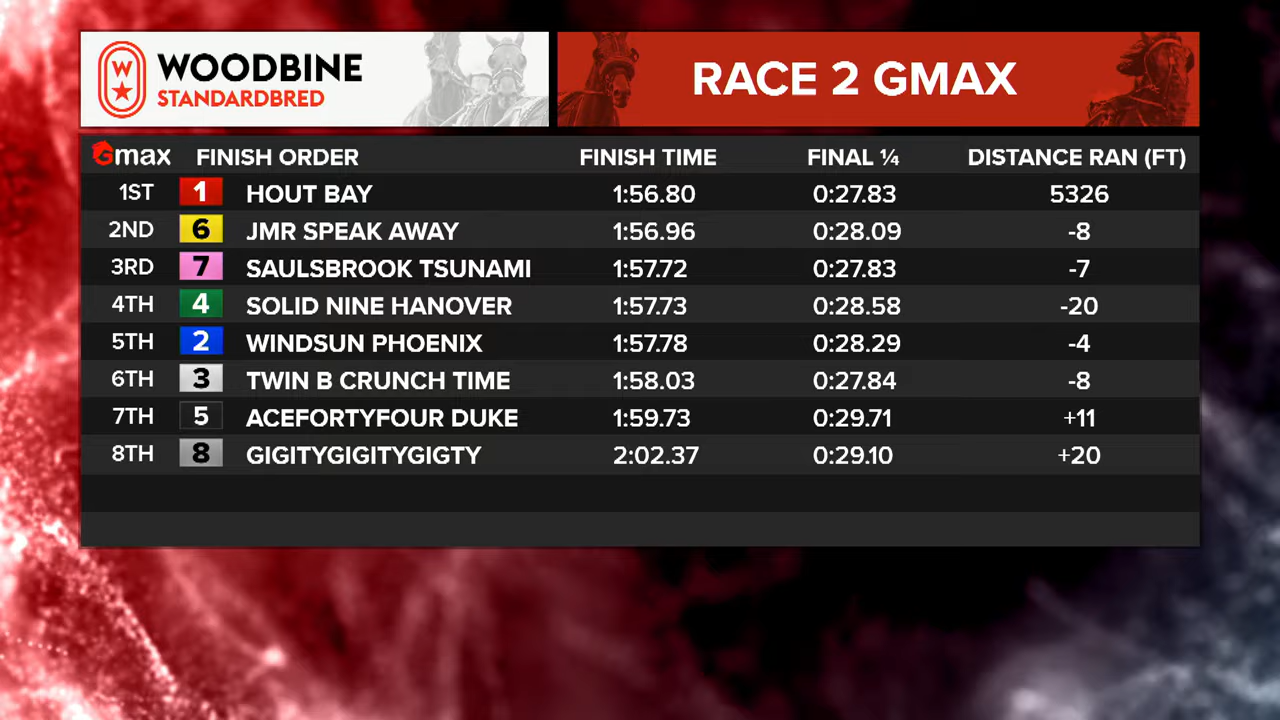 W WOODBINE
STANDARDBRED
RACE 2 GMAX
Gmax FINISH ORDER FINISH TIME FINAL ¼ DISTANCE RAN (FT)
1ST 1 HOUT BAY 1:56.80 0:27.83 5326
2ND 6 JMR SPEAK AWAY 1:56.96 0:28.09 -8
3RD 7 SAULSBROOK TSUNAMI 1:57.72 0:27.83 -7
4TH 4 SOLID NINE HANOVER 1:57.73 0:28.58 -20
5TH 2 WINDSUN PHOENIX 1:57.78 0:28.29 -4
6TH 3 TWIN B CRUNCH TIME 1:58.03 0:27.84 -8
7TH 5 ACEFORTYFOUR DUKE 1:59.73 0:29.71 +11
8TH 8 GIGITYGIGITYGIGTY 2:02.37 0:29.10 +20